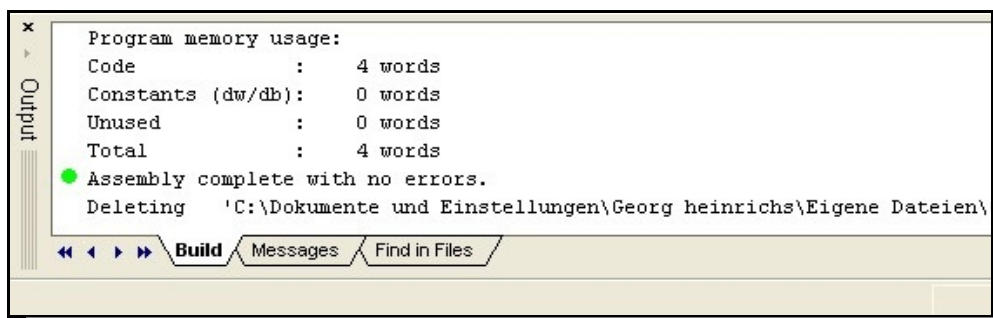 Output
Program memory usage:
Code : 4 words
Constants (dw/db): 0 words
Unused : 0 words
Total : 4 words
Assembly complete with no errors.
Deleting 'C:\Dokumente und Einstellungen\Georg heinrichs\Eigene Dateien\
Build Messages Find in Files